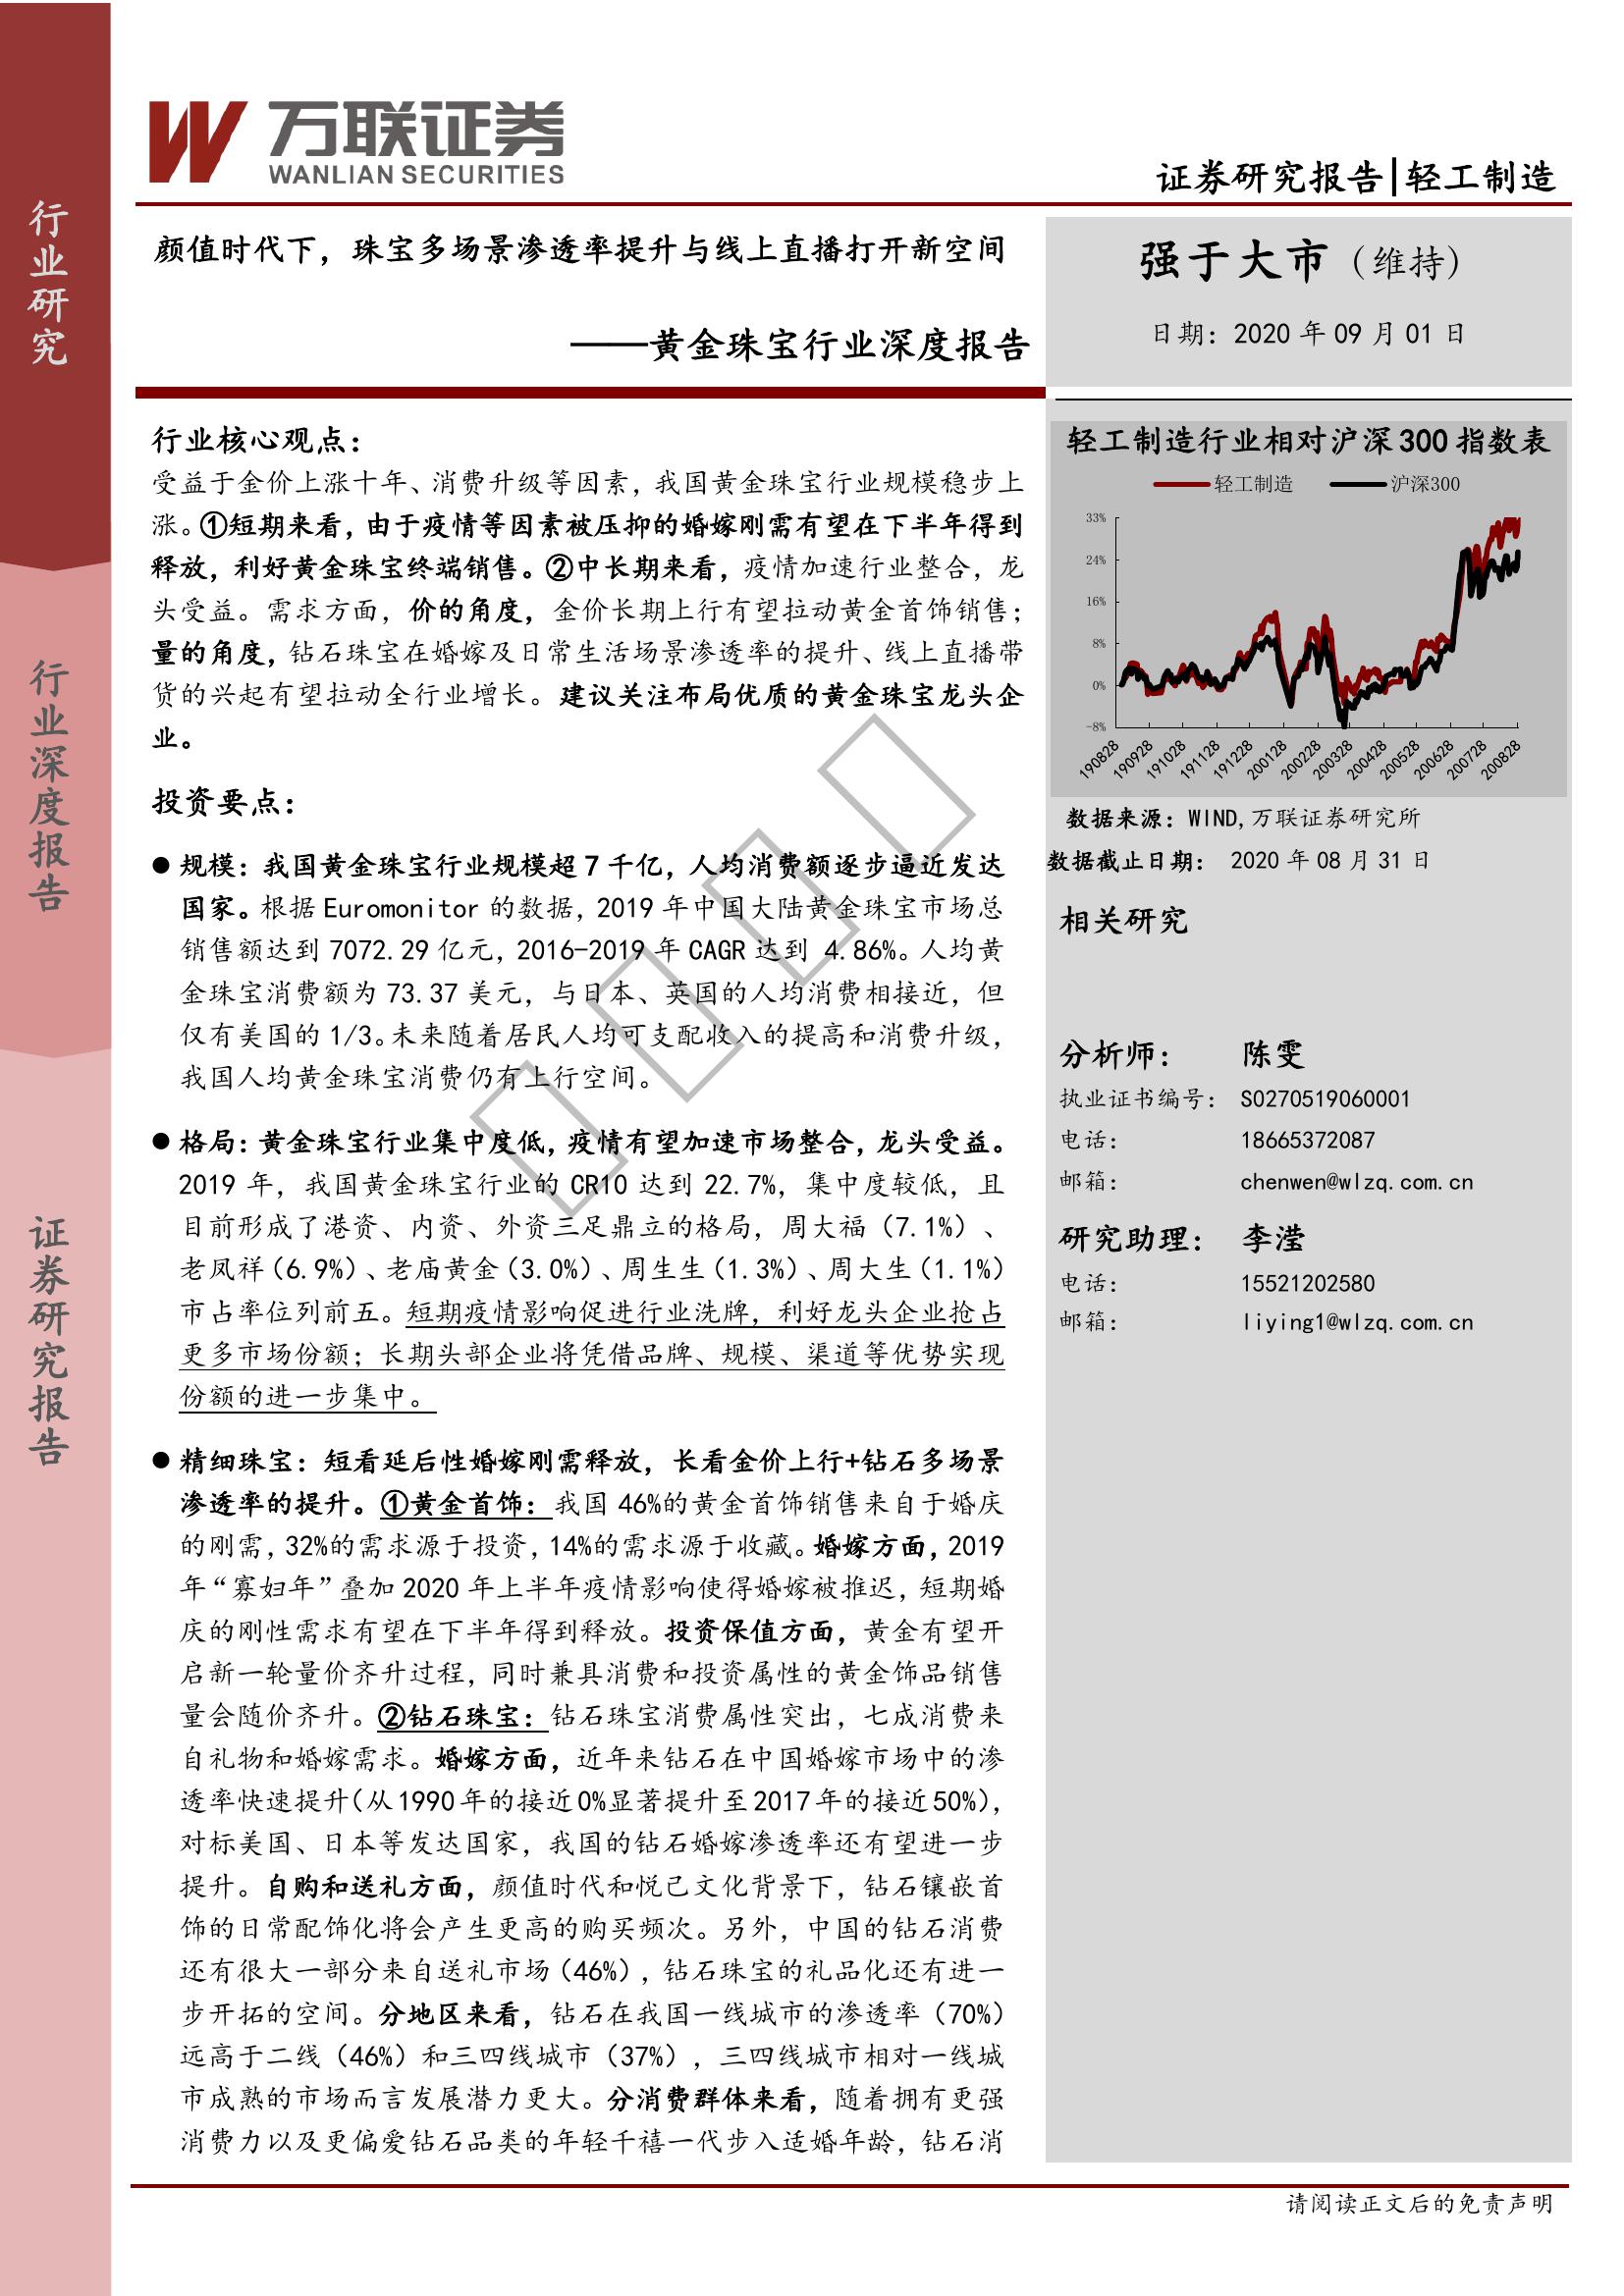 万联证券
WANLIAN SECURITIES
证券研究报告|轻工制造
行业研究
行业深度报告
证券研究报告
颜值时代下，珠宝多场景渗透率提升与线上直播打开新空间
——黄金珠宝行业深度报告
强于大市（维持）
日期：2020 年 09 月 01 日
行业核心观点：
受益于金价上涨十年、消费升级等因素，我国黄金珠宝行业规模稳步上
涨。①短期来看，由于疫情等因素被压抑的婚嫁刚需有望在下半年得到
释放，利好黄金珠宝终端销售。②中长期来看，疫情加速行业整合，龙
头受益。需求方面，价的角度，金价长期上行有望拉动黄金首饰销售；
量的角度，钻石珠宝在婚嫁及日常生活场景渗透率的提升、线上直播带
货的兴起有望拉动全行业增长。建议关注布局优质的黄金珠宝龙头企
业。
投资要点：
● 规模：我国黄金珠宝行业规模超 7 千亿，人均消费额逐步逼近发达
国家。根据 Euromonitor 的数据，2019 年中国大陆黄金珠宝市场总
销售额达到 7072.29 亿元，2016-2019 年 CAGR 达到 4.86%。人均黄
金珠宝消费额为 73.37 美元，与日本、英国的人均消费相接近，但
仅有美国的 1/3。未来随着居民人均可支配收入的提高和消费升级，
我国人均黄金珠宝消费仍有上行空间。
● 格局：黄金珠宝行业集中度低，疫情有望加速市场整合，龙头受益。
2019 年，我国黄金珠宝行业的 CR10 达到 22.7%，集中度较低，且
目前形成了港资、内资、外资三足鼎立的格局，周大福（7.1%）、
老凤祥（6.9%）、老庙黄金（3.0%）、周生生（1.3%）、周大生（1.1%）
市占率位列前五。短期疫情影响促进行业洗牌，利好龙头企业抢占
更多市场份额；长期头部企业将凭借品牌、规模、渠道等优势实现
份额的进一步集中。
● 精细珠宝：短看延后性婚嫁刚需释放，长看金价上行+钻石多场景
渗透率的提升。①黄金首饰：我国 46%的黄金首饰销售来自于婚庆
的刚需，32%的需求源于投资，14%的需求源于收藏。婚嫁方面，2019
年“寡妇年”叠加 2020 年上半年疫情影响使得婚嫁被推迟，短期婚
庆的刚性需求有望在下半年得到释放。投资保值方面，黄金有望开
启新一轮量价齐升过程，同时兼具消费和投资属性的黄金饰品销售
量会随价齐升。②钻石珠宝：钻石珠宝消费属性突出，七成消费来
自礼物和婚嫁需求。婚嫁方面，近年来钻石在中国婚嫁市场中的渗
透率快速提升（从 1990 年的接近 0%显著提升至 2017 年的接近 50%），
对标美国、日本等发达国家，我国的钻石婚嫁渗透率还有望进一步
提升。自购和送礼方面，颜值时代和悦己文化背景下，钻石镶嵌首
饰的日常配饰化将会产生更高的购买频次。另外，中国的钻石消费
还有很大一部分来自送礼市场（46%），钻石珠宝的礼品化还有进一
步开拓的空间。分地区来看，钻石在我国一线城市的渗透率（70%）
远高于二线（46%）和三四线城市（37%），三四线城市相对一线城
市成熟的市场而言发展潜力更大。分消费群体来看，随着拥有更强
消费力以及更偏爱钻石品类的年轻千禧一代步入适婚年龄，钻石消
轻工制造行业相对沪深 300 指数表
轻工制造 沪深300
33%
24%
16%
8%
0%
-8%
190828 190928 191028 191128 191228 200128 200228 200328 200428 200528 200628 200728 200828
数据来源：WIND,万联证券研究所
数据截止日期： 2020 年 08 月 31 日
相关研究
分析师： 陈雯
执业证书编号： S0270519060001
电话： 18665372087
邮箱： chenwen@wlzq.com.cn
研究助理： 李滢
电话： 15521202580
邮箱： liying1@wlzq.com.cn
请阅读正文后的免责声明